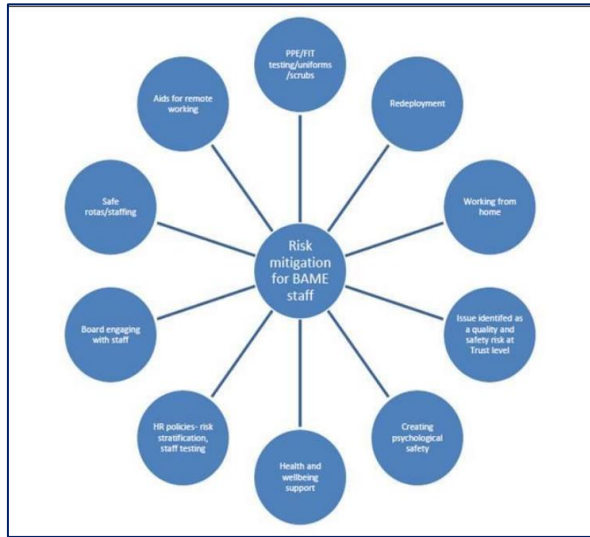 PPE/FIT
testing/uniforms
/scrubs
Redeployment
Working from
home
Issue identifed as
a quality and
safety risk at
Trust level
Creating
psychological
safety
Health and
wellbeing
support
HR policies- risk
stratification,
staff testing
Board engaging
with staff
Safe
rotas/staffing
Aids for remote
working
Risk
mitigation
for BAME
staff